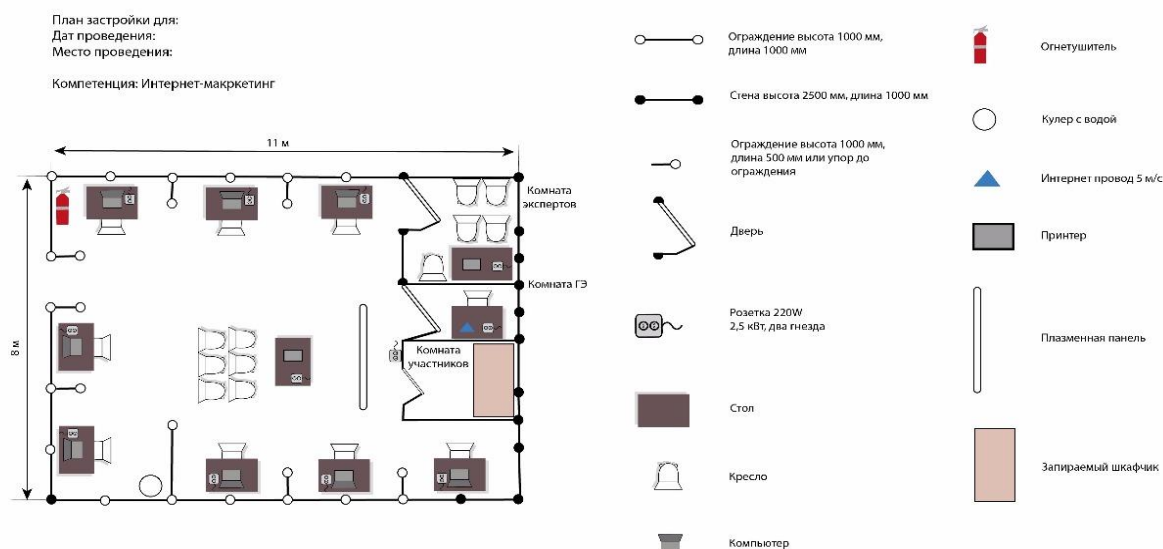 План застройки для:
Дат проведения:
Место проведения:
Компетенция: Интернет-макркетинг
11 м
8 м
Комната
экспертов
Комната ГЭ
Комната
участников
Ограждение высота 1000 мм,
длина 1000 мм
Стена высота 2500 мм, длина 1000 мм
Ограждение высота 1000 мм,
длина 500 мм или упор до
ограждения
Дверь
Розетка 220W
2,5 кВт, два гнезда
Стол
Кресло
Компьютер
Огнетушитель
Кулер с водой
Интернет провод 5 м/с
Принтер
Плазменная панель
Запираемый шкафчик